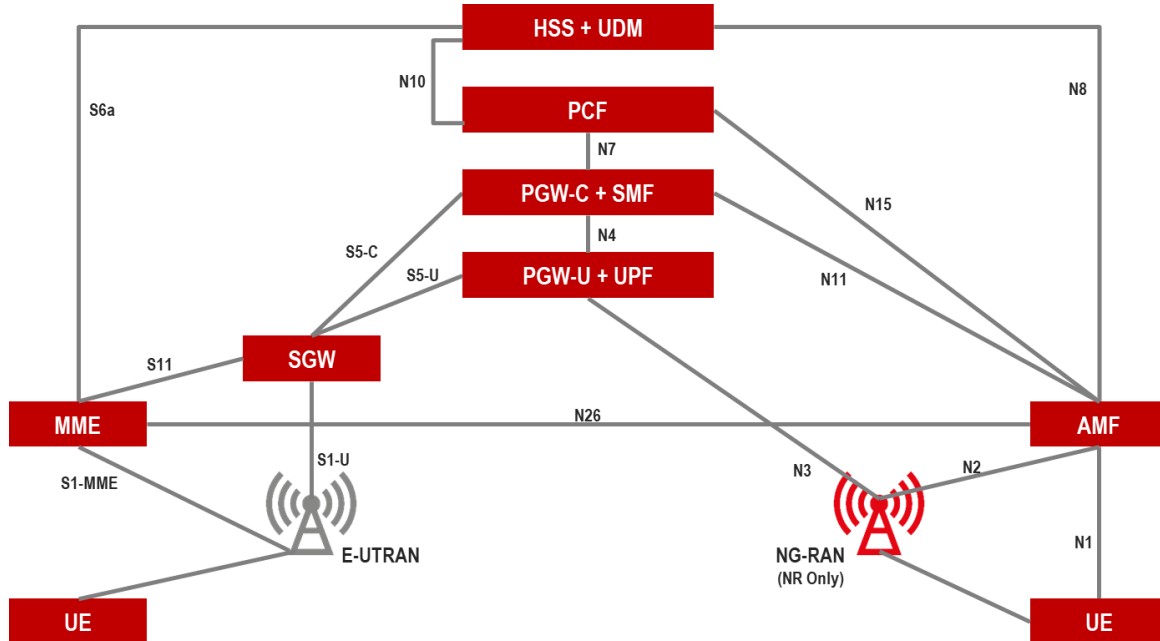 HSS + UDM
N10
S6a
N8
PCF
N7
PGW-C + SMF
N15
N4
S5-C
S5-U
PGW-U + UPF
N11
SGW
S11
MME
N26
AMF
S1-U
S1-MME
N3
N2
E-UTRAN
NG-RAN
(NR Only)
N1
UE
UE